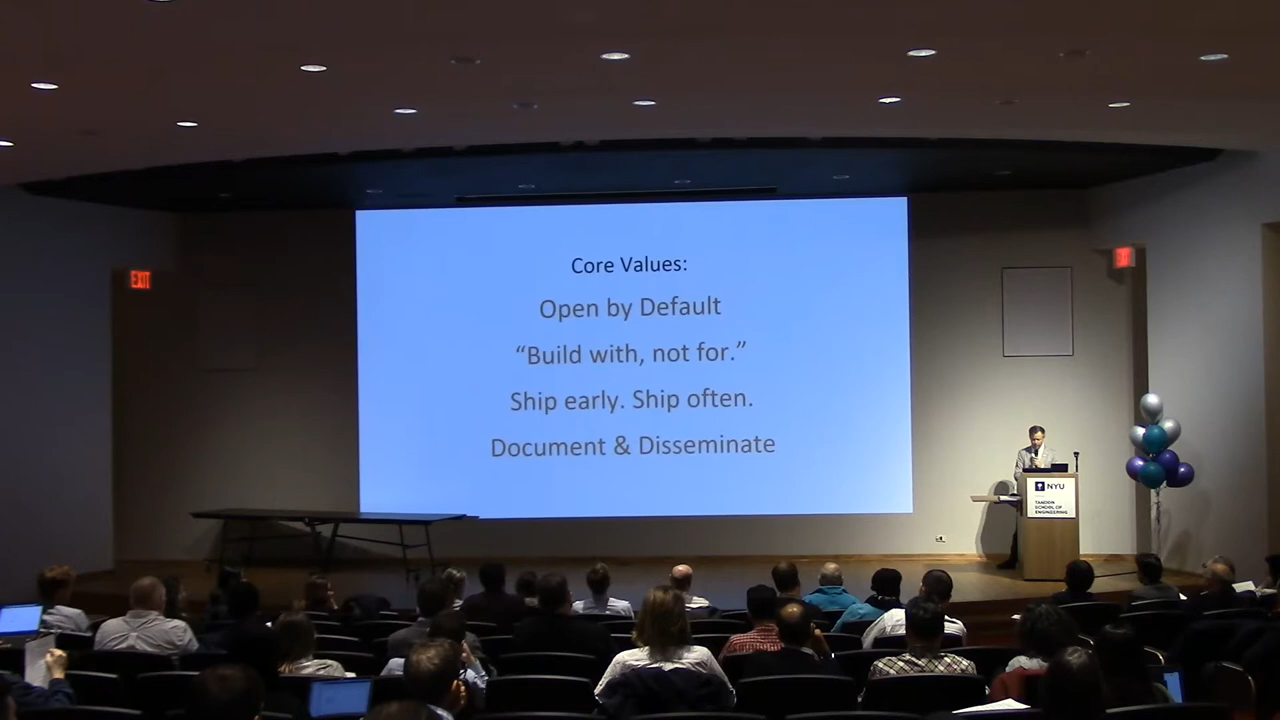 Core Values:
Open by Default
“Build with, not for.”
Ship early. Ship often.
Document & Disseminate
EXIT
EXIT
NYU
TANDON
SCHOOL OF
ENGINEERING